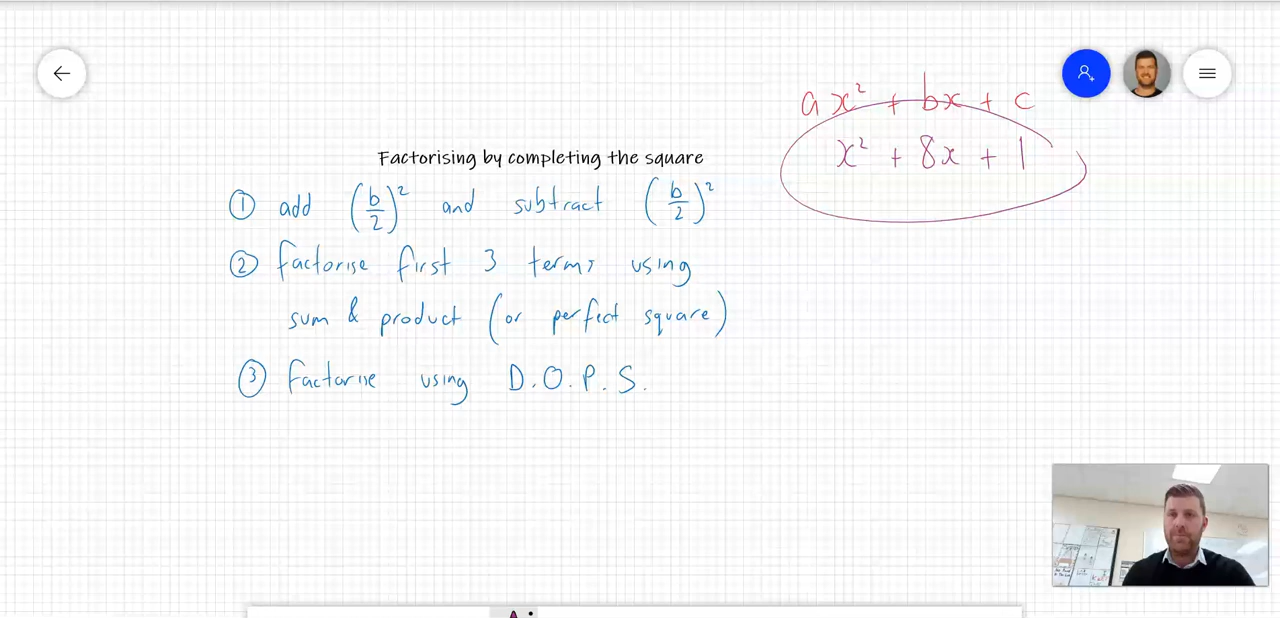 ax² + bx + c
x² + 8x + 1
Factorising by completing the square
① add (b/2)² and subtract (b/2)²
② factorise first 3 terms using
sum & product (or perfect square)
③ factorise using D.O.P.S.